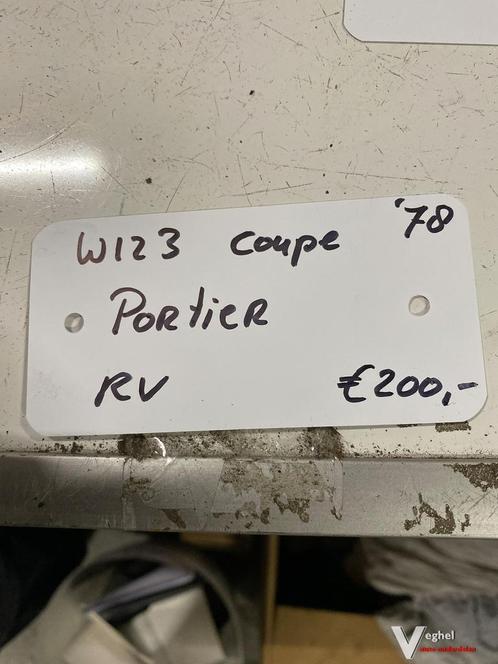 W123 coupe '78
Portier
RV €200,-
Veghel